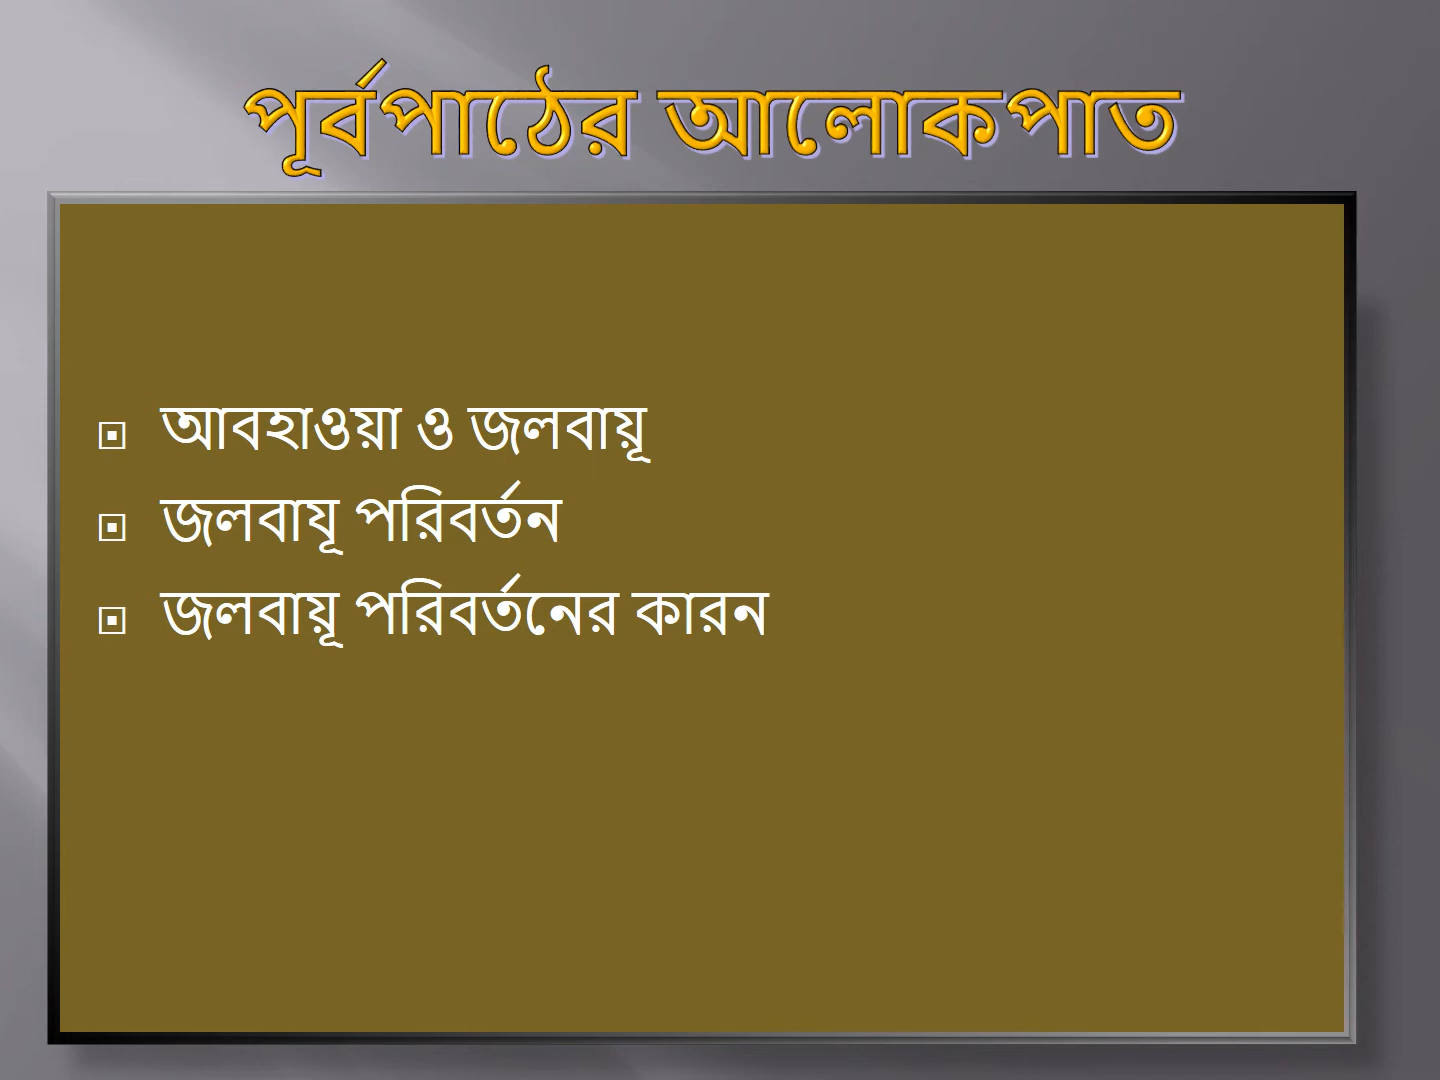 পূর্বপাঠের আলোকপাত
আবহাওয়া ও জলবায়ূ
জলবাযূ পরিবর্তন
জলবায়ূ পরিবর্তনের কারন